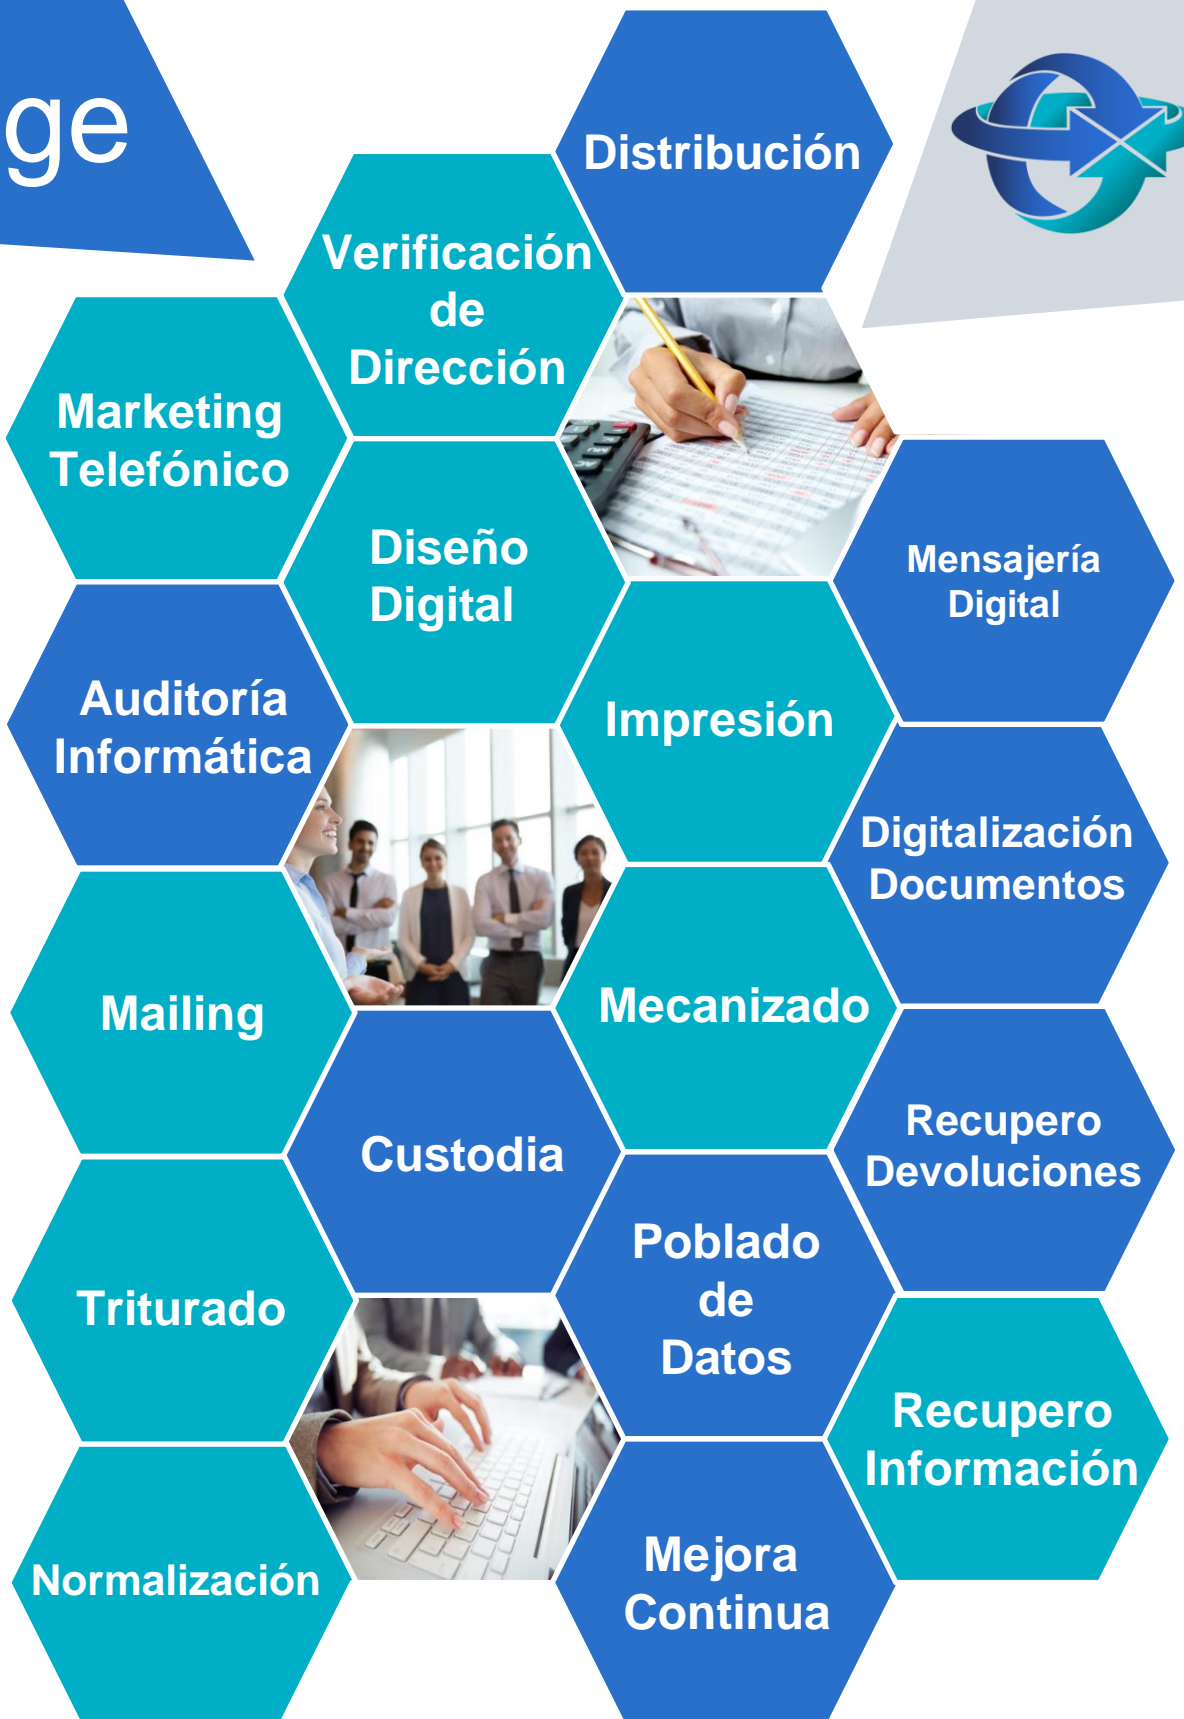 ge
Distribución
Verificación
de
Dirección
Marketing
Telefónico
Diseño
Digital
Mensajería
Digital
Auditoría
Informática
Impresión
Digitalización
Documentos
Mailing
Mecanizado
Custodia
Recupero
Devoluciones
Poblado
de
Datos
Triturado
Recupero
Información
Normalización
Mejora
Continua